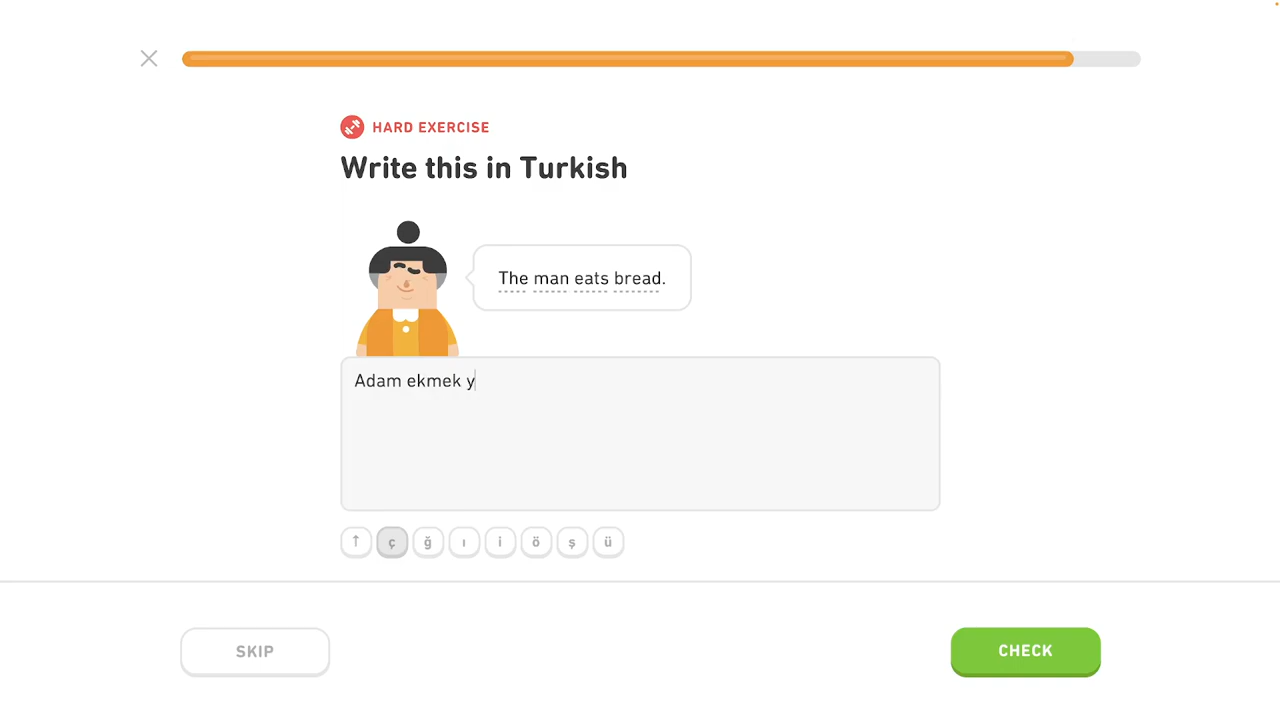 HARD EXERCISE
Write this in Turkish
The man eats bread.
Adam ekmek y
↑ ç ğ ı i ö ş ü
SKIP
CHECK